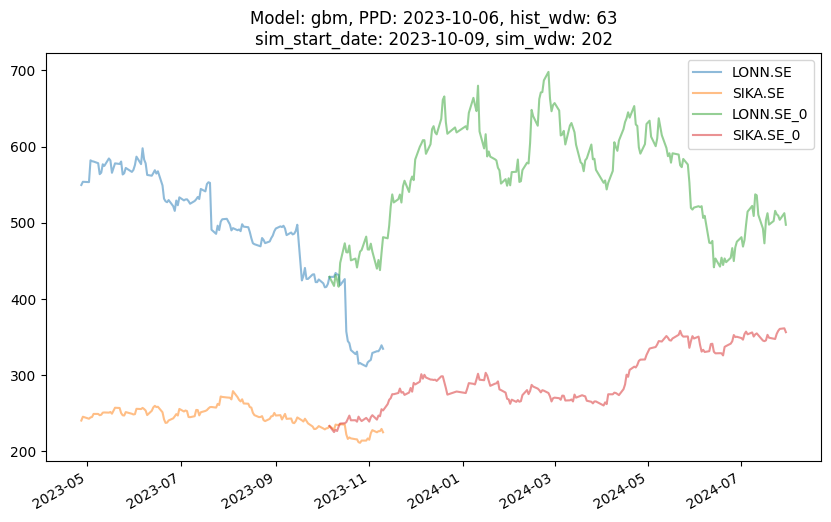 Model: gbm, PPD: 2023-10-06, hist_wdw: 63
sim_start_date: 2023-10-09, sim_wdw: 202
LONN.SE
SIKA.SE
LONN.SE_0
SIKA.SE_0
700
600
500
400
300
200
2023-05
2023-07
2023-09
2023-11
2024-01
2024-03
2024-05
2024-07